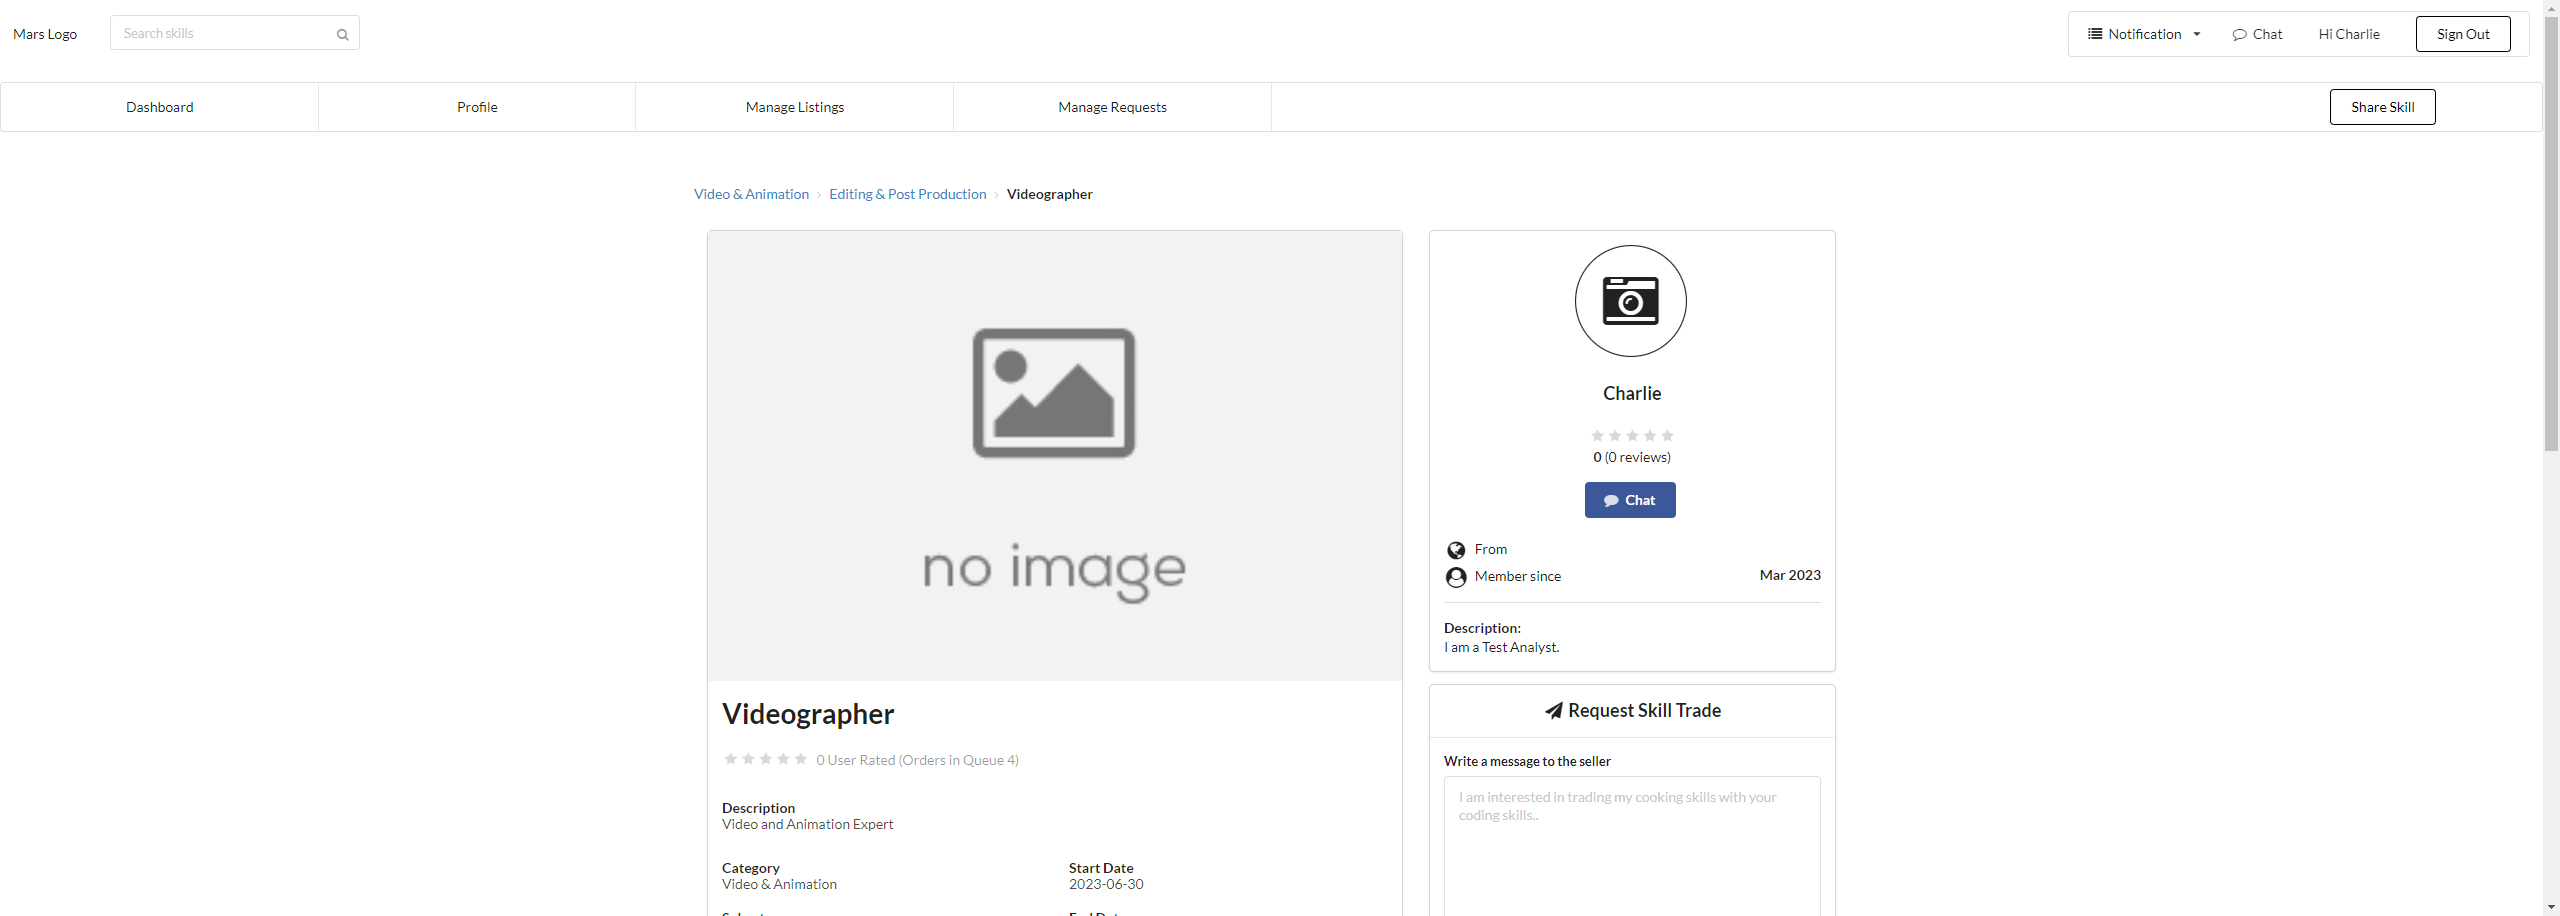 Mars Logo
Search skills
Notification
Chat
Hi Charlie
Sign Out
Dashboard
Profile
Manage Listings
Manage Requests
Share Skill
Video & Animation
Editing & Post Production
Videographer
no image
Videographer
0 User Rated (Orders in Queue 4)
Description
Video and Animation Expert
Category
Video & Animation
Start Date
2023-06-30
Charlie
0 (0 reviews)
Chat
From
Member since
Mar 2023
Description:
I am a Test Analyst.
Request Skill Trade
Write a message to the seller
I am interested in trading my cooking skills with your
coding skills..